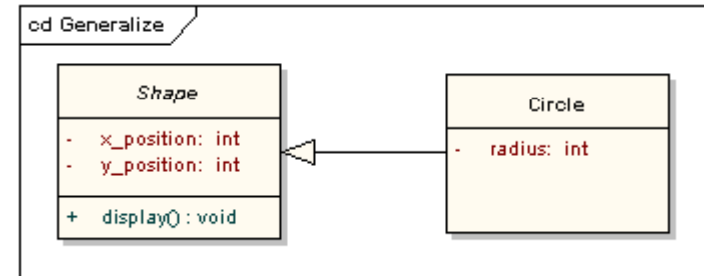 cd Generalize
Shape
- x_position: int
- y_position: int
+ display() : void
Circle
- radius: int